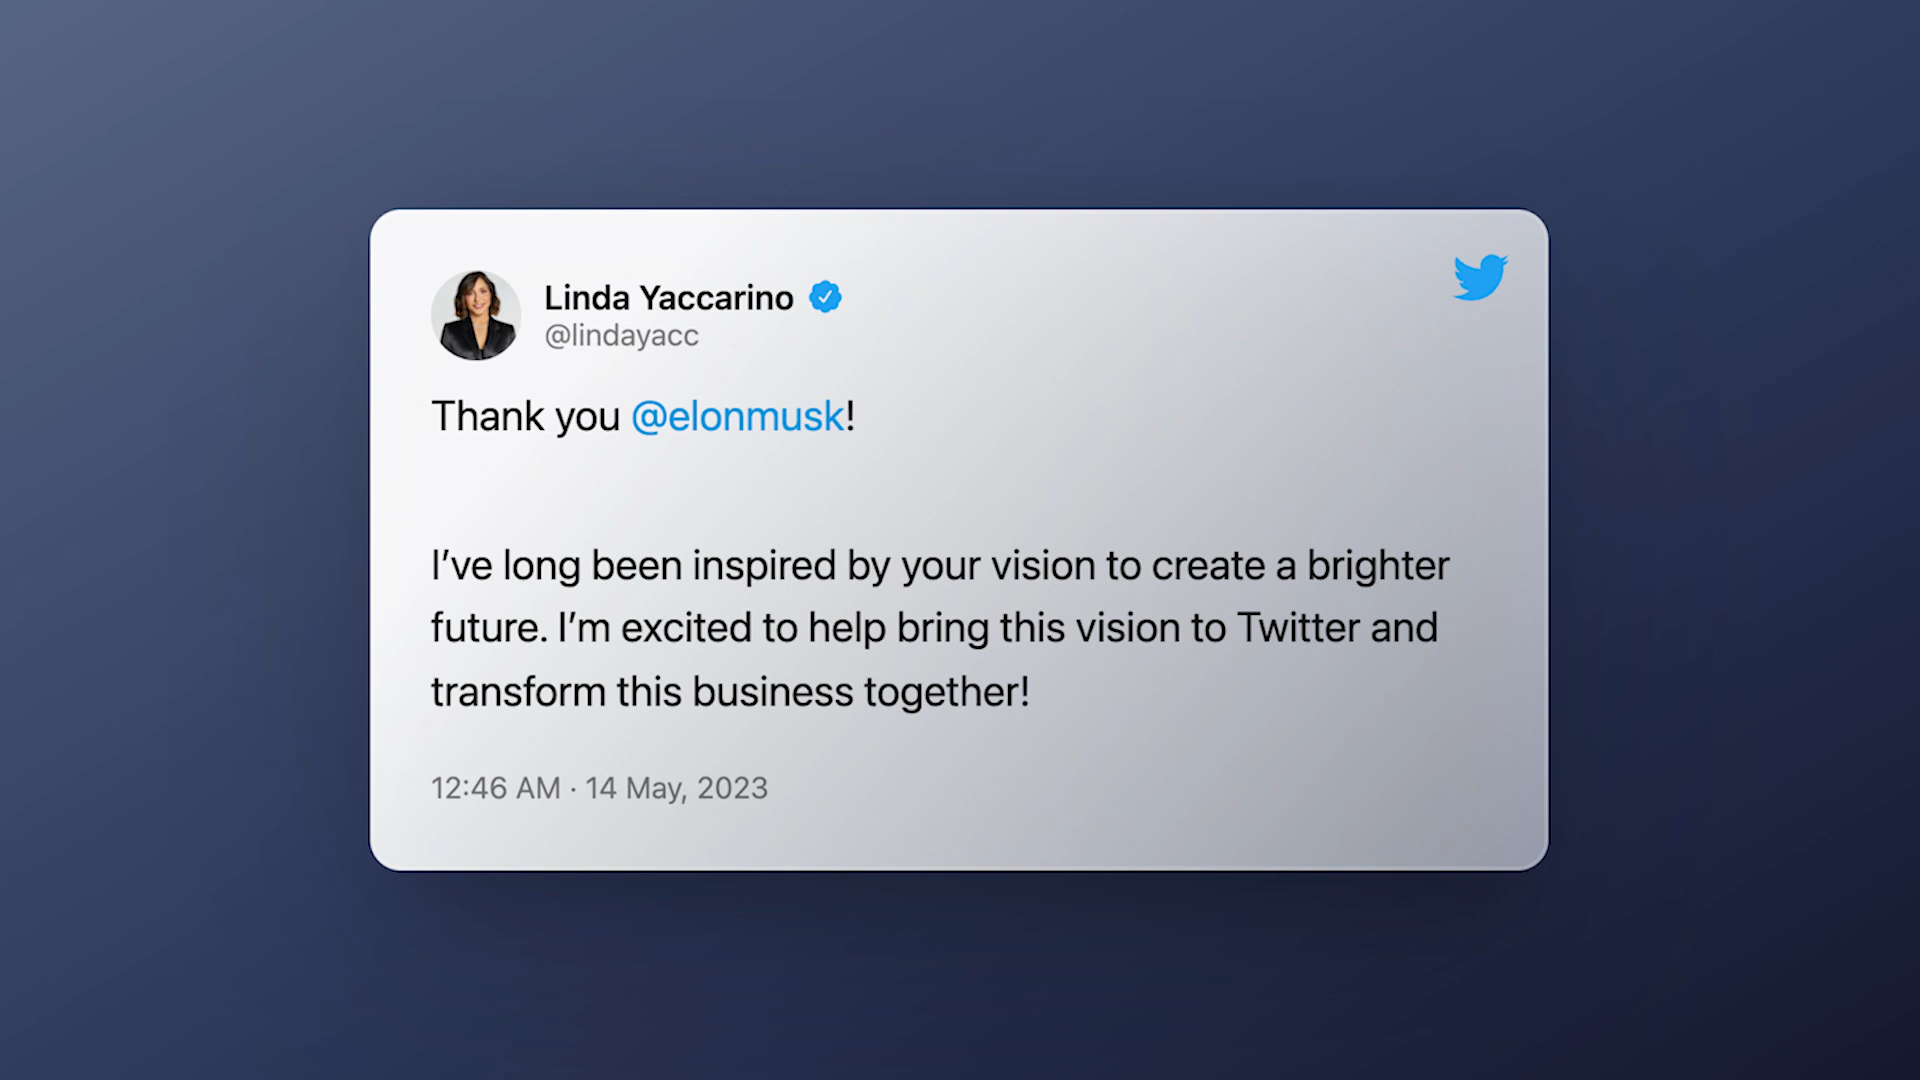 Linda Yaccarino
@lindayacc
Thank you @elonmusk!
I’ve long been inspired by your vision to create a brighter
future. I’m excited to help bring this vision to Twitter and
transform this business together!
12:46 AM · 14 May, 2023